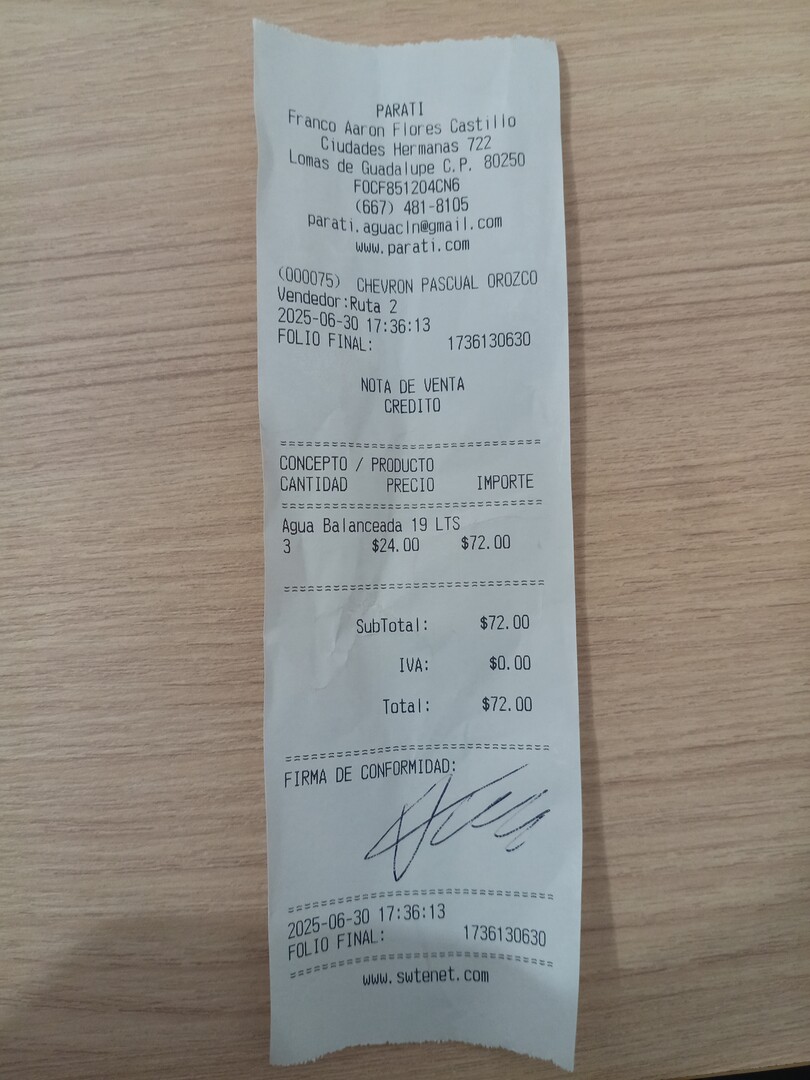 PARATI
Franco Aaron Flores Castillo
Ciudades Hermanas 722
Lomas de Guadalupe C.P. 80250
FOCF851204CN6
(667) 481-8105
parati.aguacln@gmail.com
www.parati.com
(000075) CHEVRON PASCUAL OROZCO
Vendedor:Ruta 2
2025-06-30 17:36:13
FOLIO FINAL: 1736130630
NOTA DE VENTA
CREDITO
CONCEPTO / PRODUCTO
CANTIDAD PRECIO IMPORTE
Agua Balanceada 19 LTS
3 $24.00 $72.00
SubTotal: $72.00
IVA: $0.00
Total: $72.00
FIRMA DE CONFORMIDAD:
2025-06-30 17:36:13
FOLIO FINAL: 1736130630
www.swtenet.com